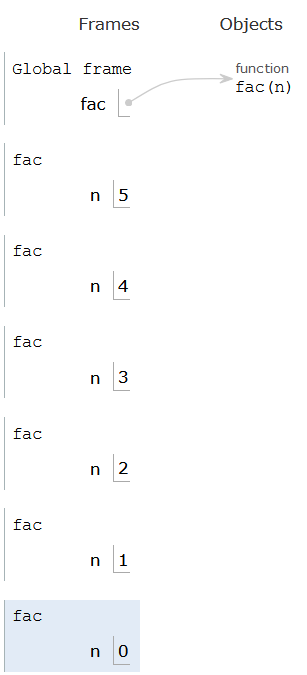 Frames Objects
Global frame
function
fac
fac(n)
fac
n 5
fac
n 4
fac
n 3
fac
n 2
fac
n 1
fac
n 0